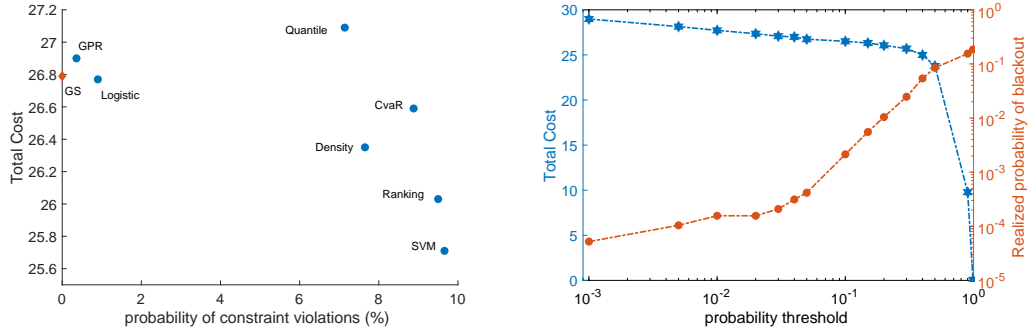 27.2
27
26.8
26.6
26.4
26.2
26
25.8
25.6
Total Cost
GPR
GS
Logistic
Quantile
CvaR
Density
Ranking
SVM
0 2 4 6 8 10
probability of constraint violations (%)
30
25
20
15
10
5
0
Total Cost
10^0
10^-1
10^-2
10^-3
10^-4
10^-5
Realized probability of blackout
10^-3 10^-2 10^-1 10^0
probability threshold